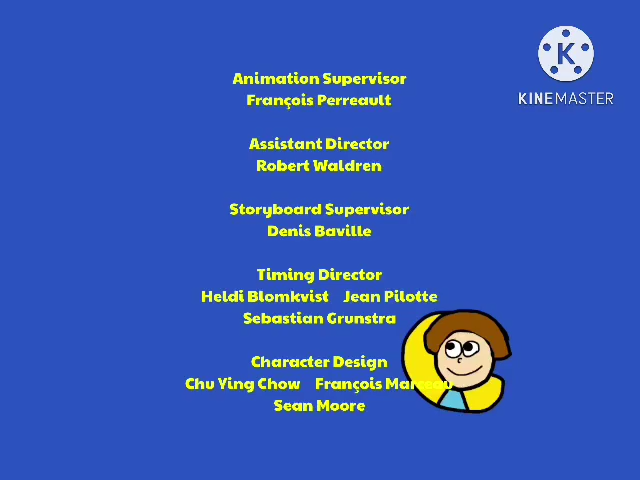 K
KINEMASTER
Animation Supervisor
François Perreault
Assistant Director
Robert Waldren
Storyboard Supervisor
Denis Baville
Timing Director
Heldi Blomkvist Jean Pilotte
Sebastian Grunstra
Character Design
Chu Ying Chow François Marceau
Sean Moore